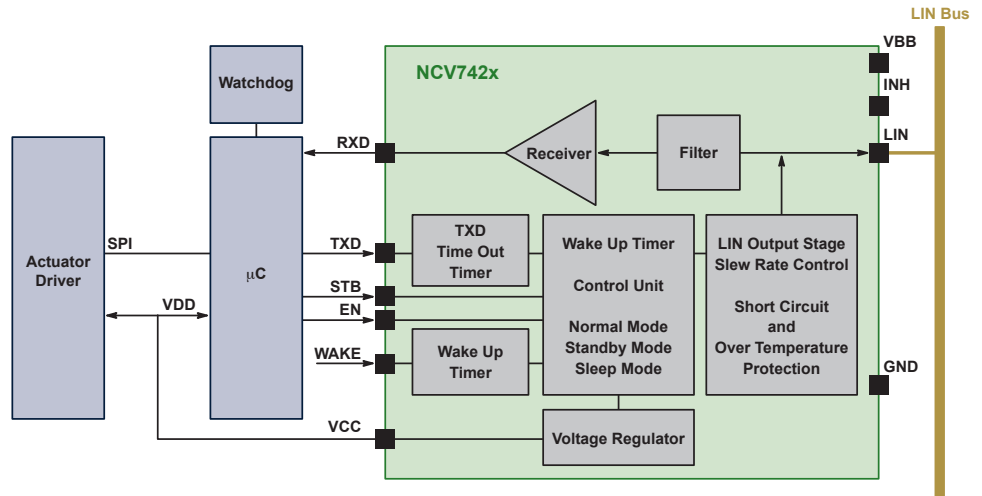 LIN Bus
NCV742x
VBB
INH
LIN
GND
Watchdog
Actuator
Driver
SPI
VDD
μC
RXD
TXD
STB
EN
WAKE
VCC
Receiver
Filter
TXD
Time Out
Timer
Wake Up
Timer
Wake Up Timer
Control Unit
Normal Mode
Standby Mode
Sleep Mode
LIN Output Stage
Slew Rate Control
Short Circuit
and
Over Temperature
Protection
Voltage Regulator